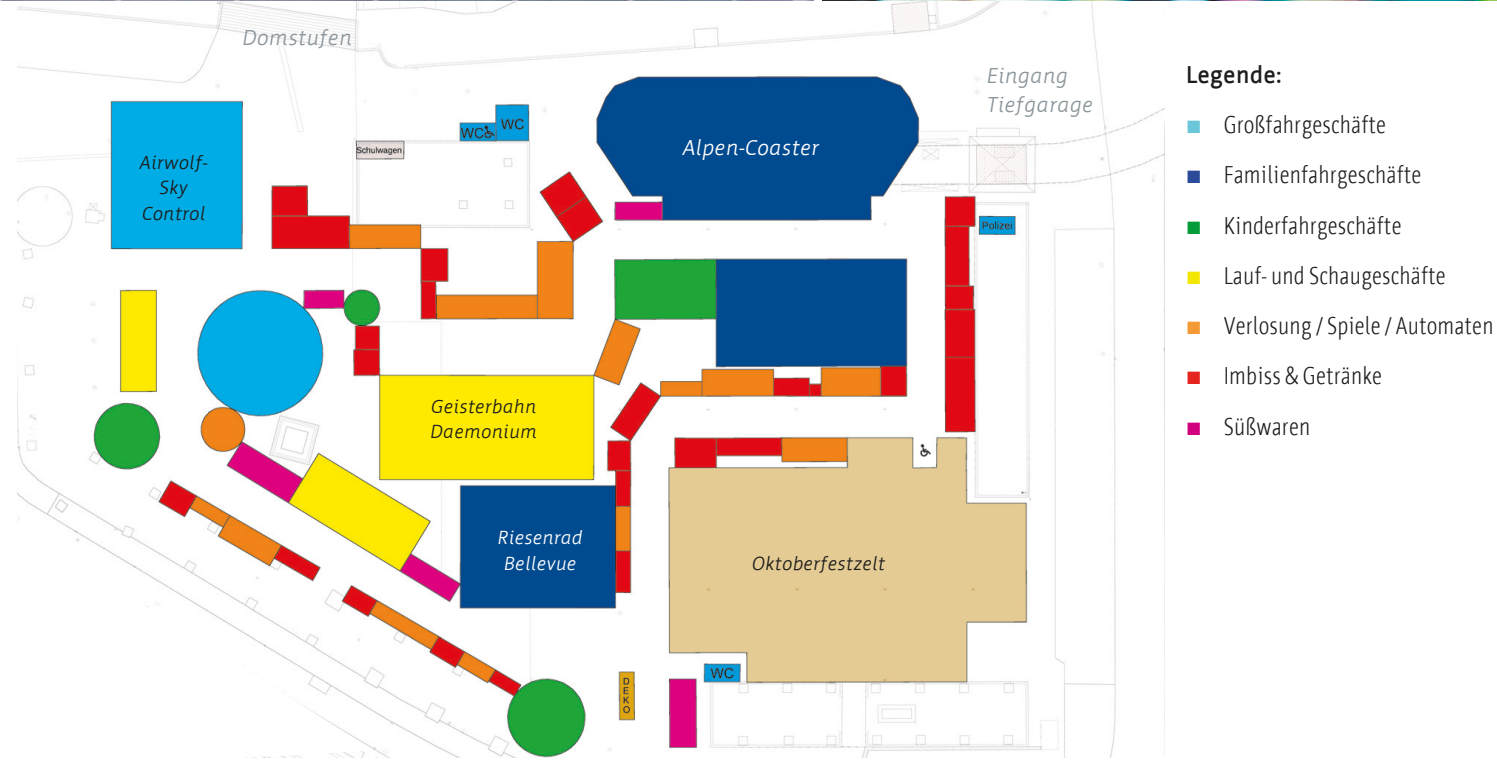 Domstufen
Eingang
Tiefgarage
WC
WC
Schulwagen
Airwolf-
Sky
Control
Alpen-Coaster
Polizei
Geisterbahn
Daemonium
Riesenrad
Bellevue
Oktoberfestzelt
WC
D
E
K
O
Legende:
Großfahrgeschäfte
Familienfahrgeschäfte
Kinderfahrgeschäfte
Lauf- und Schaugeschäfte
Verlosung / Spiele / Automaten
Imbiss & Getränke
Süßwaren